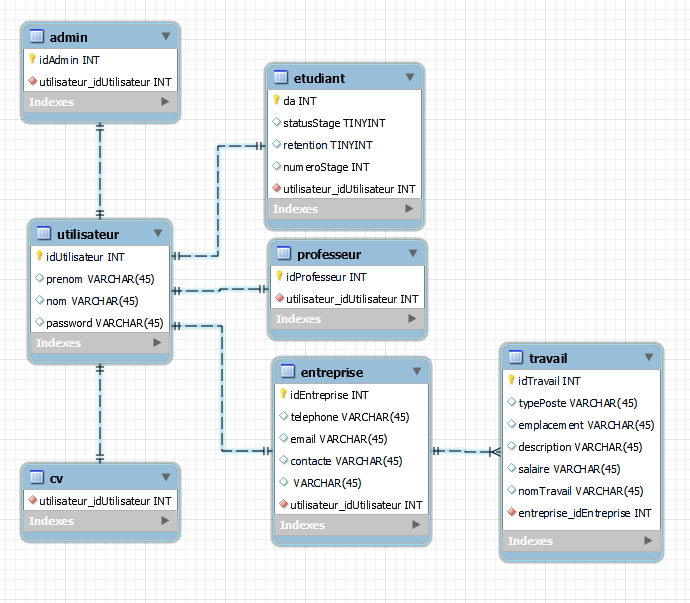 admin
idAdmin INT
utilisateur_idUtilisateur INT
Indexes
etudiant
da INT
statusStage TINYINT
retention TINYINT
numeroStage INT
utilisateur_idUtilisateur INT
Indexes
utilisateur
idUtilisateur INT
prenom VARCHAR(45)
nom VARCHAR(45)
password VARCHAR(45)
Indexes
professeur
idProfesseur INT
utilisateur_idUtilisateur INT
Indexes
entreprise
idEntreprise INT
telephone VARCHAR(45)
email VARCHAR(45)
contacte VARCHAR(45)
VARCHAR(45)
utilisateur_idUtilisateur INT
Indexes
travail
idTravail INT
typePoste VARCHAR(45)
emplacement VARCHAR(45)
description VARCHAR(45)
salaire VARCHAR(45)
nomTravail VARCHAR(45)
entreprise_idEntreprise INT
Indexes
cv
utilisateur_idUtilisateur INT
Indexes